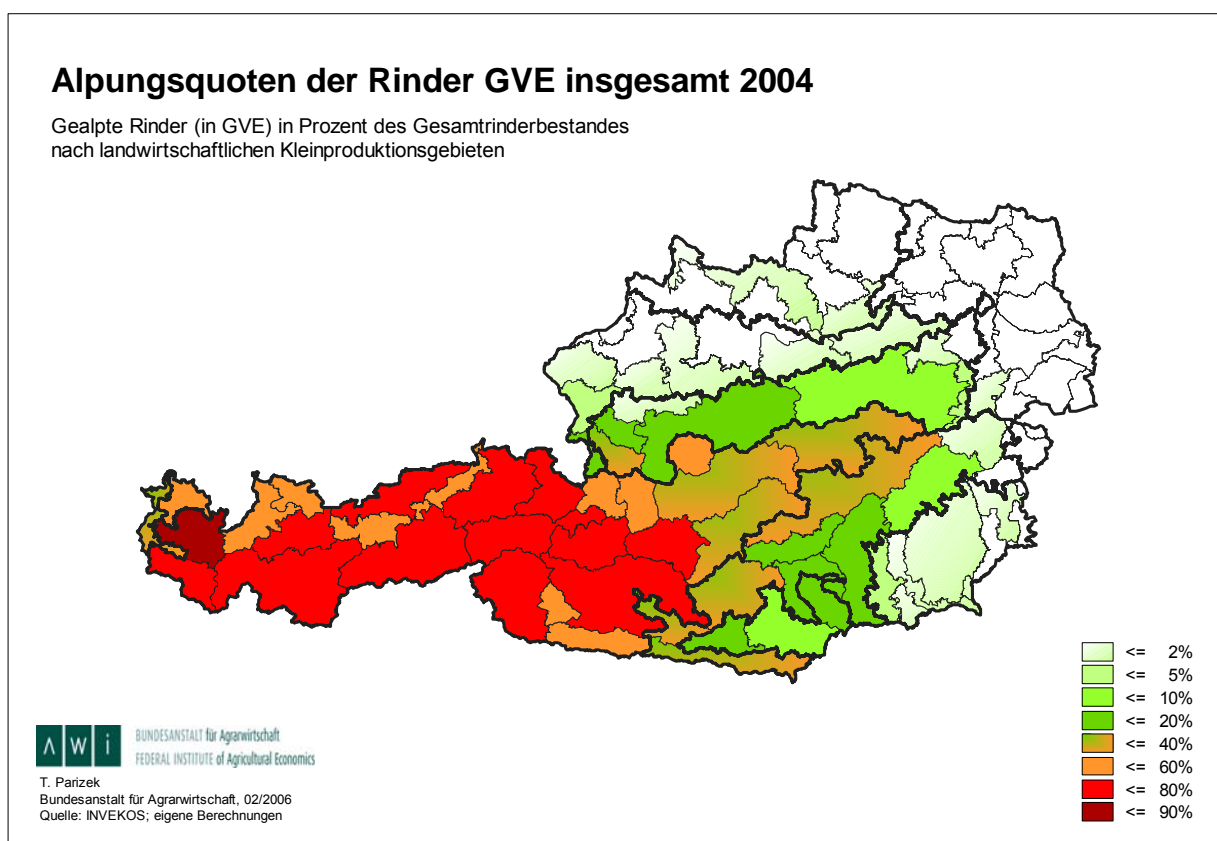 Alpungsquoten der Rinder GVE insgesamt 2004
Gealpte Rinder (in GVE) in Prozent des Gesamtrinderbestandes
nach landwirtschaftlichen Kleinproduktionsgebieten
<= 2%
<= 5%
<= 10%
<= 20%
<= 40%
<= 60%
<= 80%
<= 90%
AWi
BUNDESANSTALT für Agrarwirtschaft
FEDERAL INSTITUTE of Agricultural Economics
T. Parizek
Bundesanstalt für Agrarwirtschaft, 02/2006
Quelle: INVEKOS; eigene Berechnungen